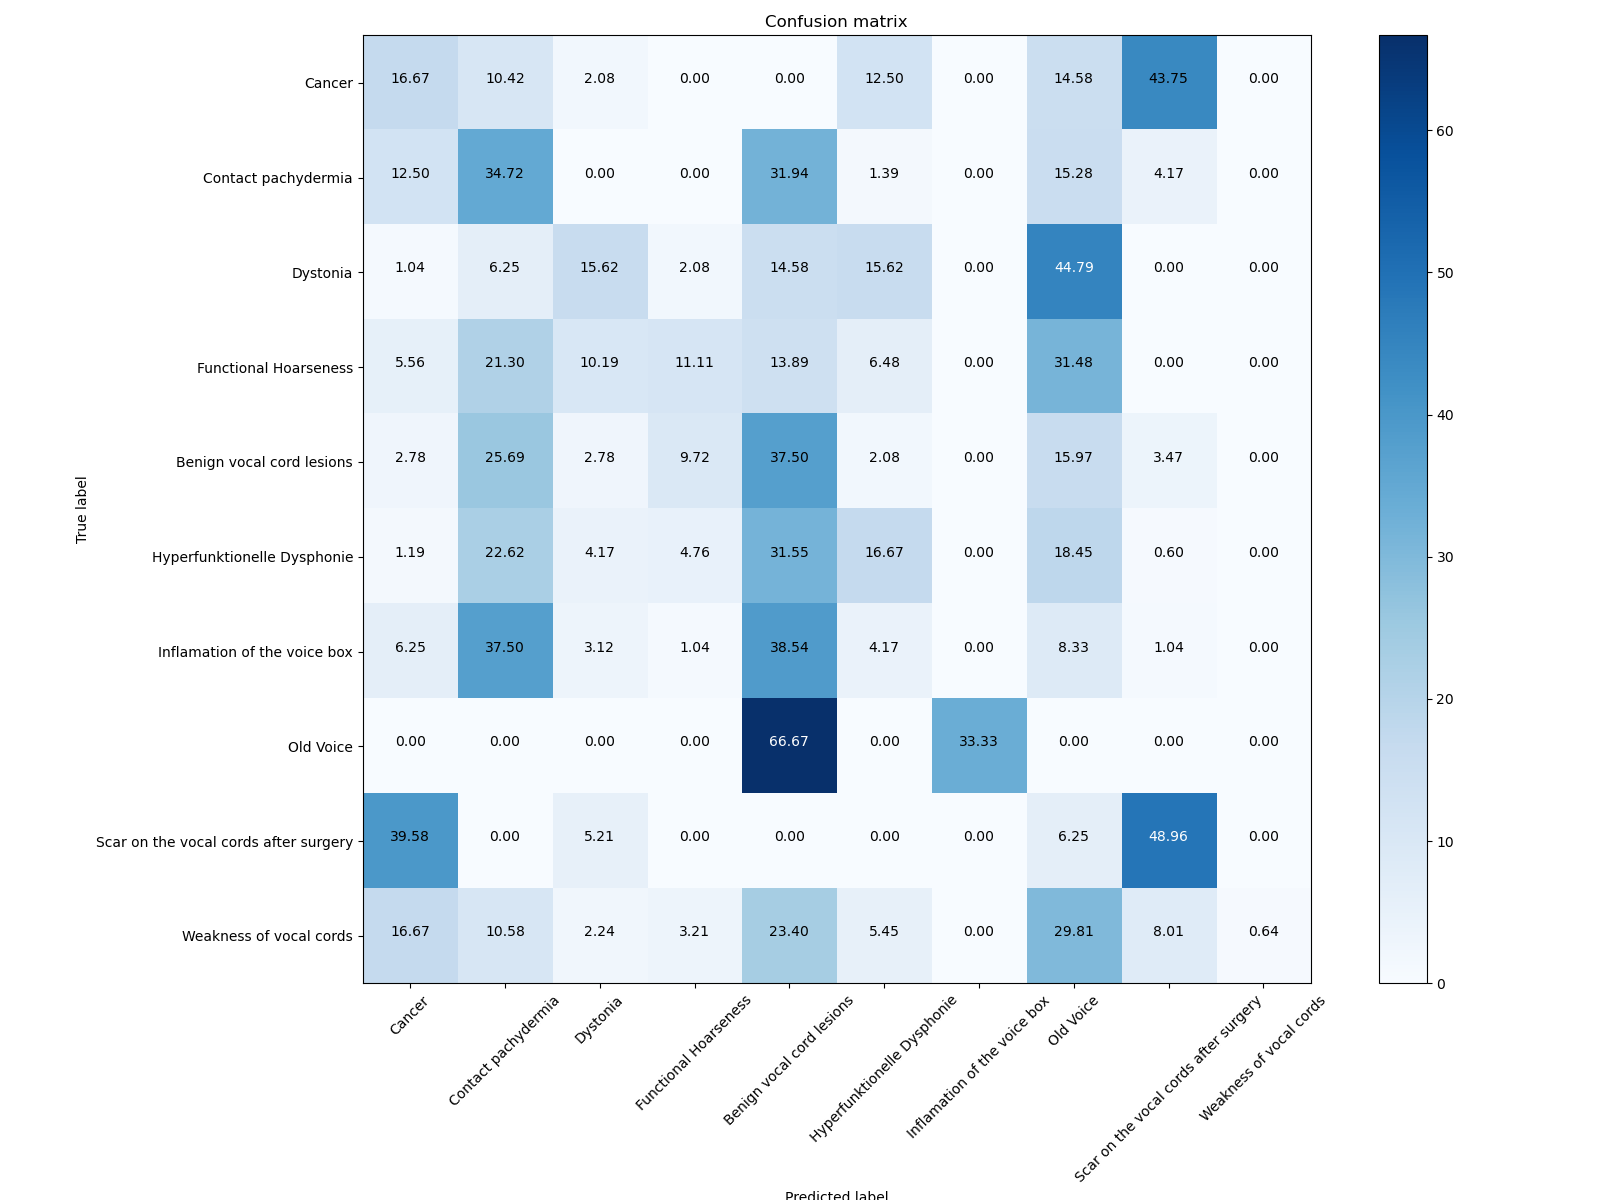 Confusion matrix
Cancer 16.67 10.42 2.08 0.00 0.00 12.50 0.00 14.58 43.75 0.00
Contact pachydermia 12.50 34.72 0.00 0.00 31.94 1.39 0.00 15.28 4.17 0.00
Dystonia 1.04 6.25 15.62 2.08 14.58 15.62 0.00 44.79 0.00 0.00
Functional Hoarseness 5.56 21.30 10.19 11.11 13.89 6.48 0.00 31.48 0.00 0.00
Benign vocal cord lesions 2.78 25.69 2.78 9.72 37.50 2.08 0.00 15.97 3.47 0.00
Hyperfunktionelle Dysphonie 1.19 22.62 4.17 4.76 31.55 16.67 0.00 18.45 0.60 0.00
Inflamation of the voice box 6.25 37.50 3.12 1.04 38.54 4.17 0.00 8.33 1.04 0.00
Old Voice 0.00 0.00 0.00 0.00 66.67 0.00 33.33 0.00 0.00 0.00
Scar on the vocal cords after surgery 39.58 0.00 5.21 0.00 0.00 0.00 0.00 6.25 48.96 0.00
Weakness of vocal cords 16.67 10.58 2.24 3.21 23.40 5.45 0.00 29.81 8.01 0.64
True label
Cancer
Contact pachydermia
Dystonia
Functional Hoarseness
Benign vocal cord lesions
Hyperfunktionelle Dysphonie
Inflamation of the voice box
Old Voice
Scar on the vocal cords after surgery
Weakness of vocal cords
Predicted label
60
50
40
30
20
10
0